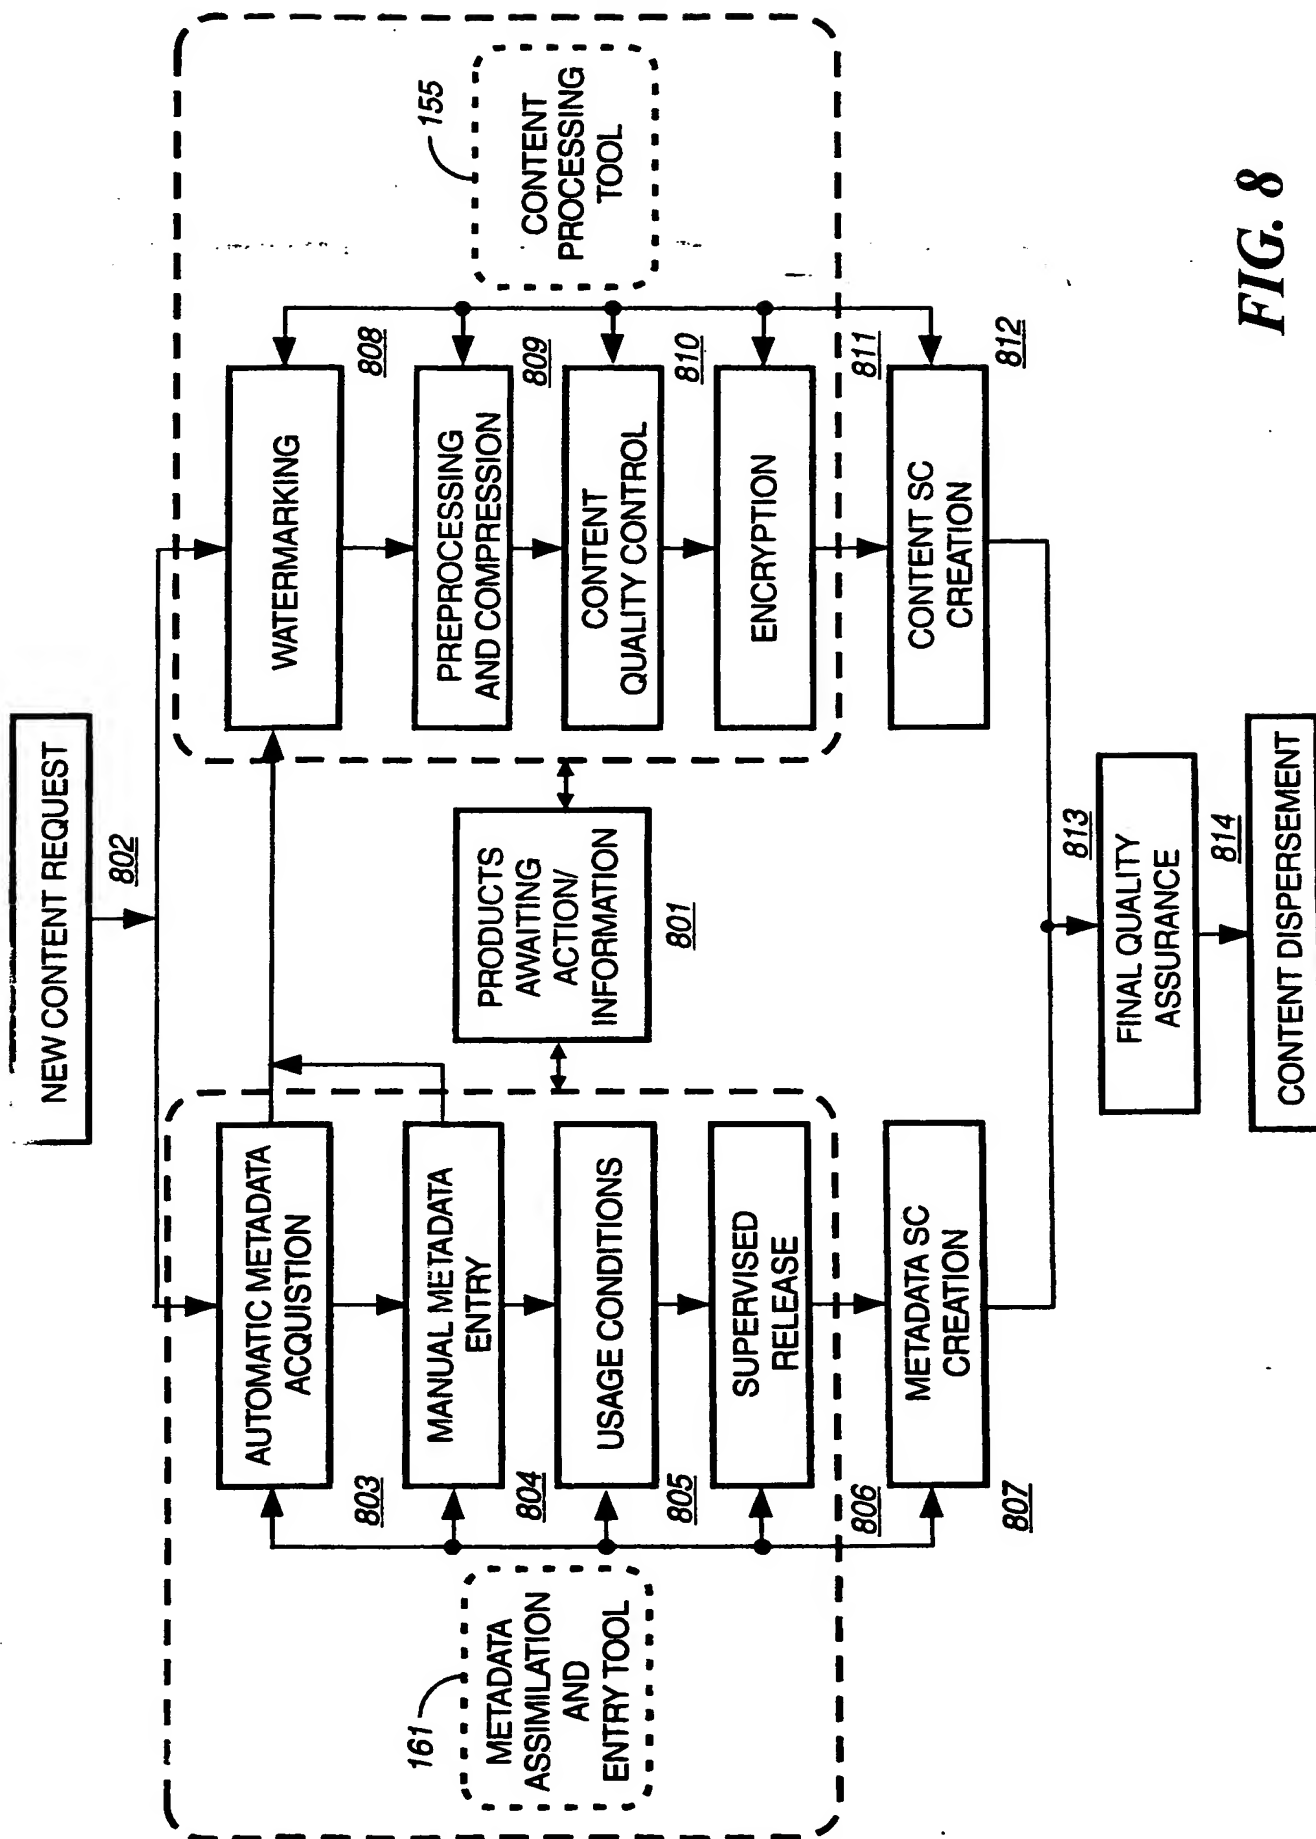 NEW CONTENT REQUEST
802
AUTOMATIC METADATA
ACQUISTION
803
MANUAL METADATA
ENTRY
804
USAGE CONDITIONS
805
SUPERVISED
RELEASE
806
METADATA SC
CREATION
807
161
METADATA
ASSIMILATION
AND
ENTRY TOOL
PRODUCTS
AWAITING
ACTION/
INFORMATION
801
WATERMARKING
808
PREPROCESSING
AND COMPRESSION
809
CONTENT
QUALITY CONTROL
810
ENCRYPTION
811
CONTENT SC
CREATION
812
155
CONTENT
PROCESSING
TOOL
813
FINAL QUALITY
ASSURANCE
814
CONTENT DISPERSEMENT
FIG. 8